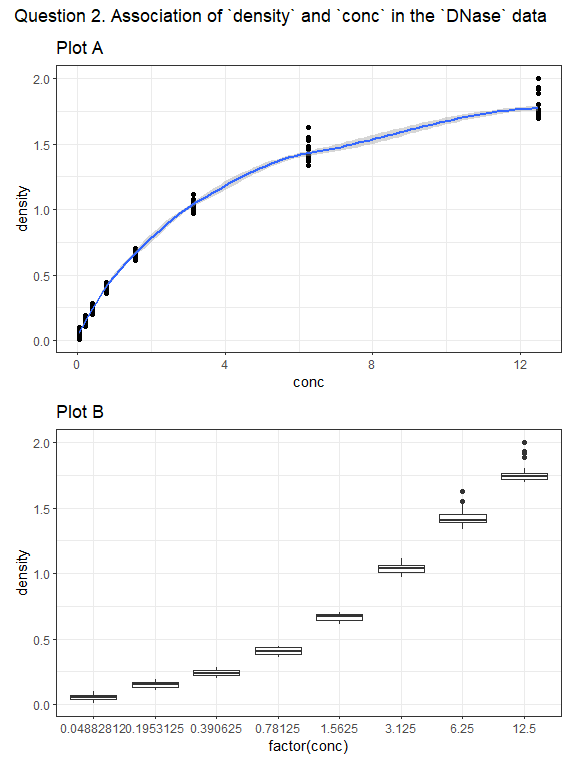 Question 2. Association of `density` and `conc` in the `DNase` data
Plot A
2.0
1.5
1.0
0.5
0.0
density
0 4 8 12
conc
Plot B
2.0
1.5
1.0
0.5
0.0
density
0.04882812 0.1953125 0.390625 0.78125 1.5625 3.125 6.25 12.5
factor(conc)